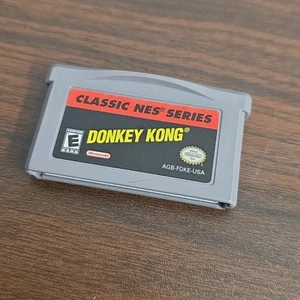 CLASSIC NES SERIES
DONKEY KONG®
E
Nintendo
AGB-FDKE-USA